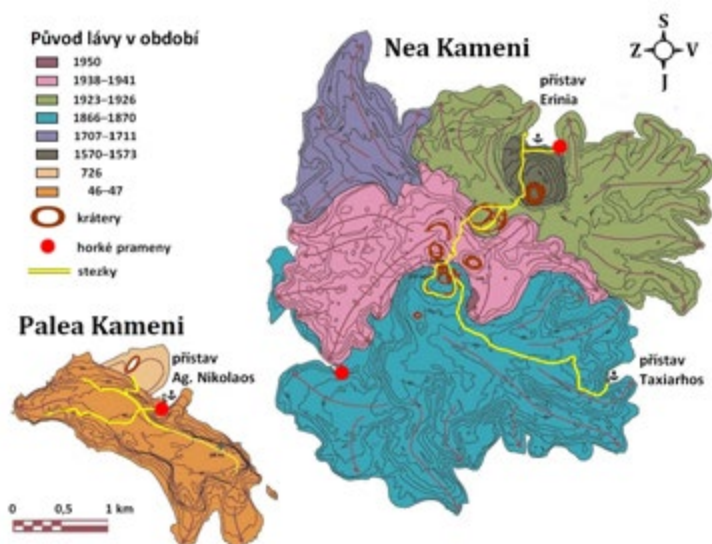 Původ lávy v období
1950
1938–1941
1923–1926
1866–1870
1707–1711
1570–1573
726
46–47
krátery
horké prameny
stezky
Nea Kameni
S
Z V
J
přístav
Erinia
přístav
Taxiarhos
Palea Kameni
přístav
Ag. Nikolaos
0 0,5 1 km